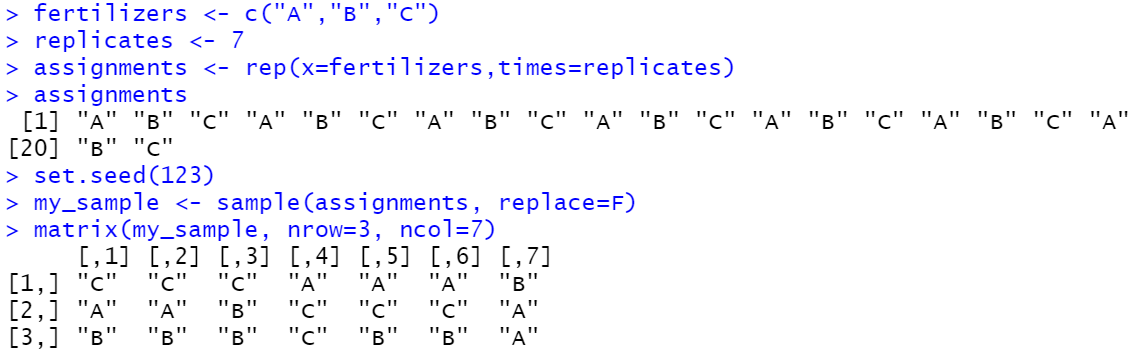 > fertilizers <- c("A","B","C")
> replicates <- 7
> assignments <- rep(x=fertilizers,times=replicates)
> assignments
 [1] "A" "B" "C" "A" "B" "C" "A" "B" "C" "A" "B" "C" "A" "B" "C" "A" "B" "C" "A"
[20] "B" "C"
> set.seed(123)
> my_sample <- sample(assignments, replace=F)
> matrix(my_sample, nrow=3, ncol=7)
     [,1] [,2] [,3] [,4] [,5] [,6] [,7]
[1,] "C"  "C"  "C"  "A"  "A"  "A"  "B" 
[2,] "A"  "A"  "B"  "C"  "C"  "C"  "A" 
[3,] "B"  "B"  "B"  "C"  "B"  "B"  "A"